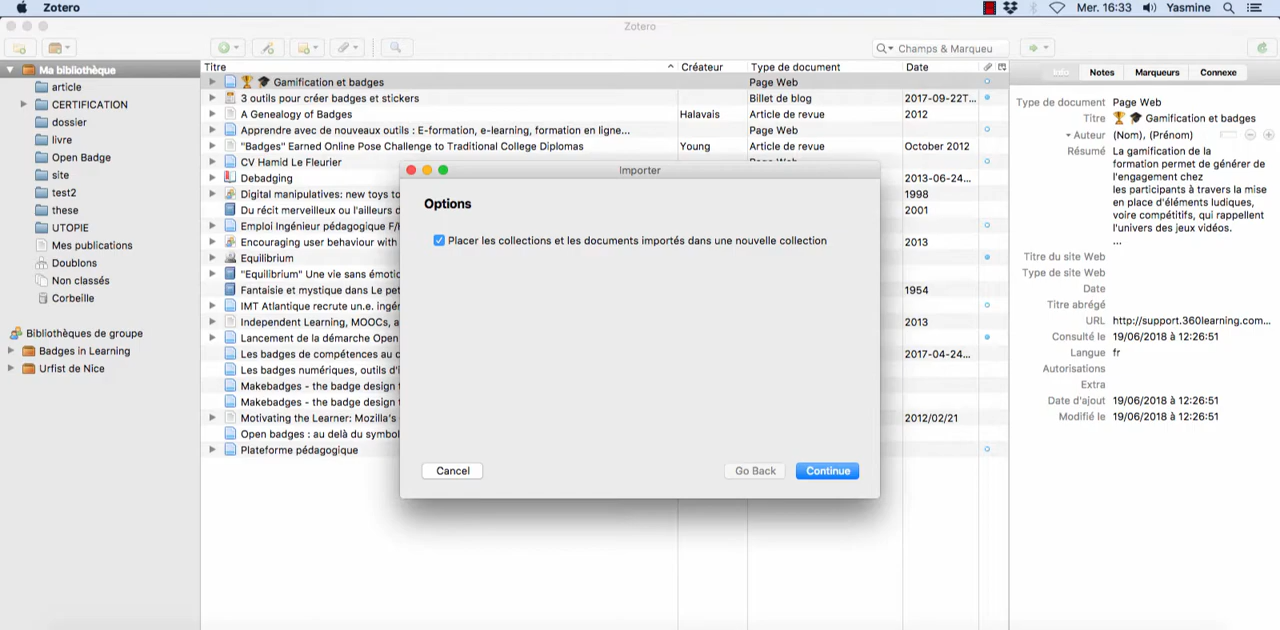 Zotero
Mer. 16:33
Yasmine
Zotero
Champs & Marqueu
Ma bibliothèque
article
CERTIFICATION
dossier
livre
Open Badge
site
test2
these
UTOPIE
Mes publications
Doublons
Non classés
Corbeille
Bibliothèques de groupe
Badges in Learning
Urfist de Nice
Titre
Créateur
Type de document
Date
Gamification et badges
Page Web
3 outils pour créer badges et stickers
Billet de blog
2017-09-22T...
A Genealogy of Badges
Halavais
Article de revue
2012
Apprendre avec de nouveaux outils : E-formation, e-learning, formation en ligne...
Page Web
"Badges" Earned Online Pose Challenge to Traditional College Diplomas
Young
Article de revue
October 2012
CV Hamid Le Fleurier
Page Web
Debadging
2013-06-24...
Digital manipulatives: new toys to
1998
Du récit merveilleux ou l'ailleurs d
2001
Emploi Ingénieur pédagogique F/H
Encouraging user behaviour with
2013
Equilibrium
"Equilibrium" Une vie sans émotio
Fantaisie et mystique dans Le pet
1954
IMT Atlantique recrute un.e. ingén
Independent Learning, MOOCs, a
2013
Lancement de la démarche Open
Les badges de compétences au c
2017-04-24...
Les badges numériques, outils d'i
Makebadges - the badge design
Makebadges - the badge design
Motivating the Learner: Mozilla's
2012/02/21
Open badges : au delà du symbol
Plateforme pédagogique
Importer
Options
Placer les collections et les documents importés dans une nouvelle collection
Cancel
Go Back
Continue
Info
Notes
Marqueurs
Connexe
Type de document Page Web
Titre Gamification et badges
Auteur (Nom), (Prénom)
Résumé La gamification de la
formation permet de générer de
l'engagement chez
les participants à travers la mise
en place d'éléments ludiques,
voire compétitifs, qui rappellent
l'univers des jeux vidéos.
...
Titre du site Web
Type de site Web
Date
Titre abrégé
URL http://support.360learning.com...
Consulté le 19/06/2018 à 12:26:51
Langue fr
Autorisations
Extra
Date d'ajout 19/06/2018 à 12:26:51
Modifié le 19/06/2018 à 12:26:51